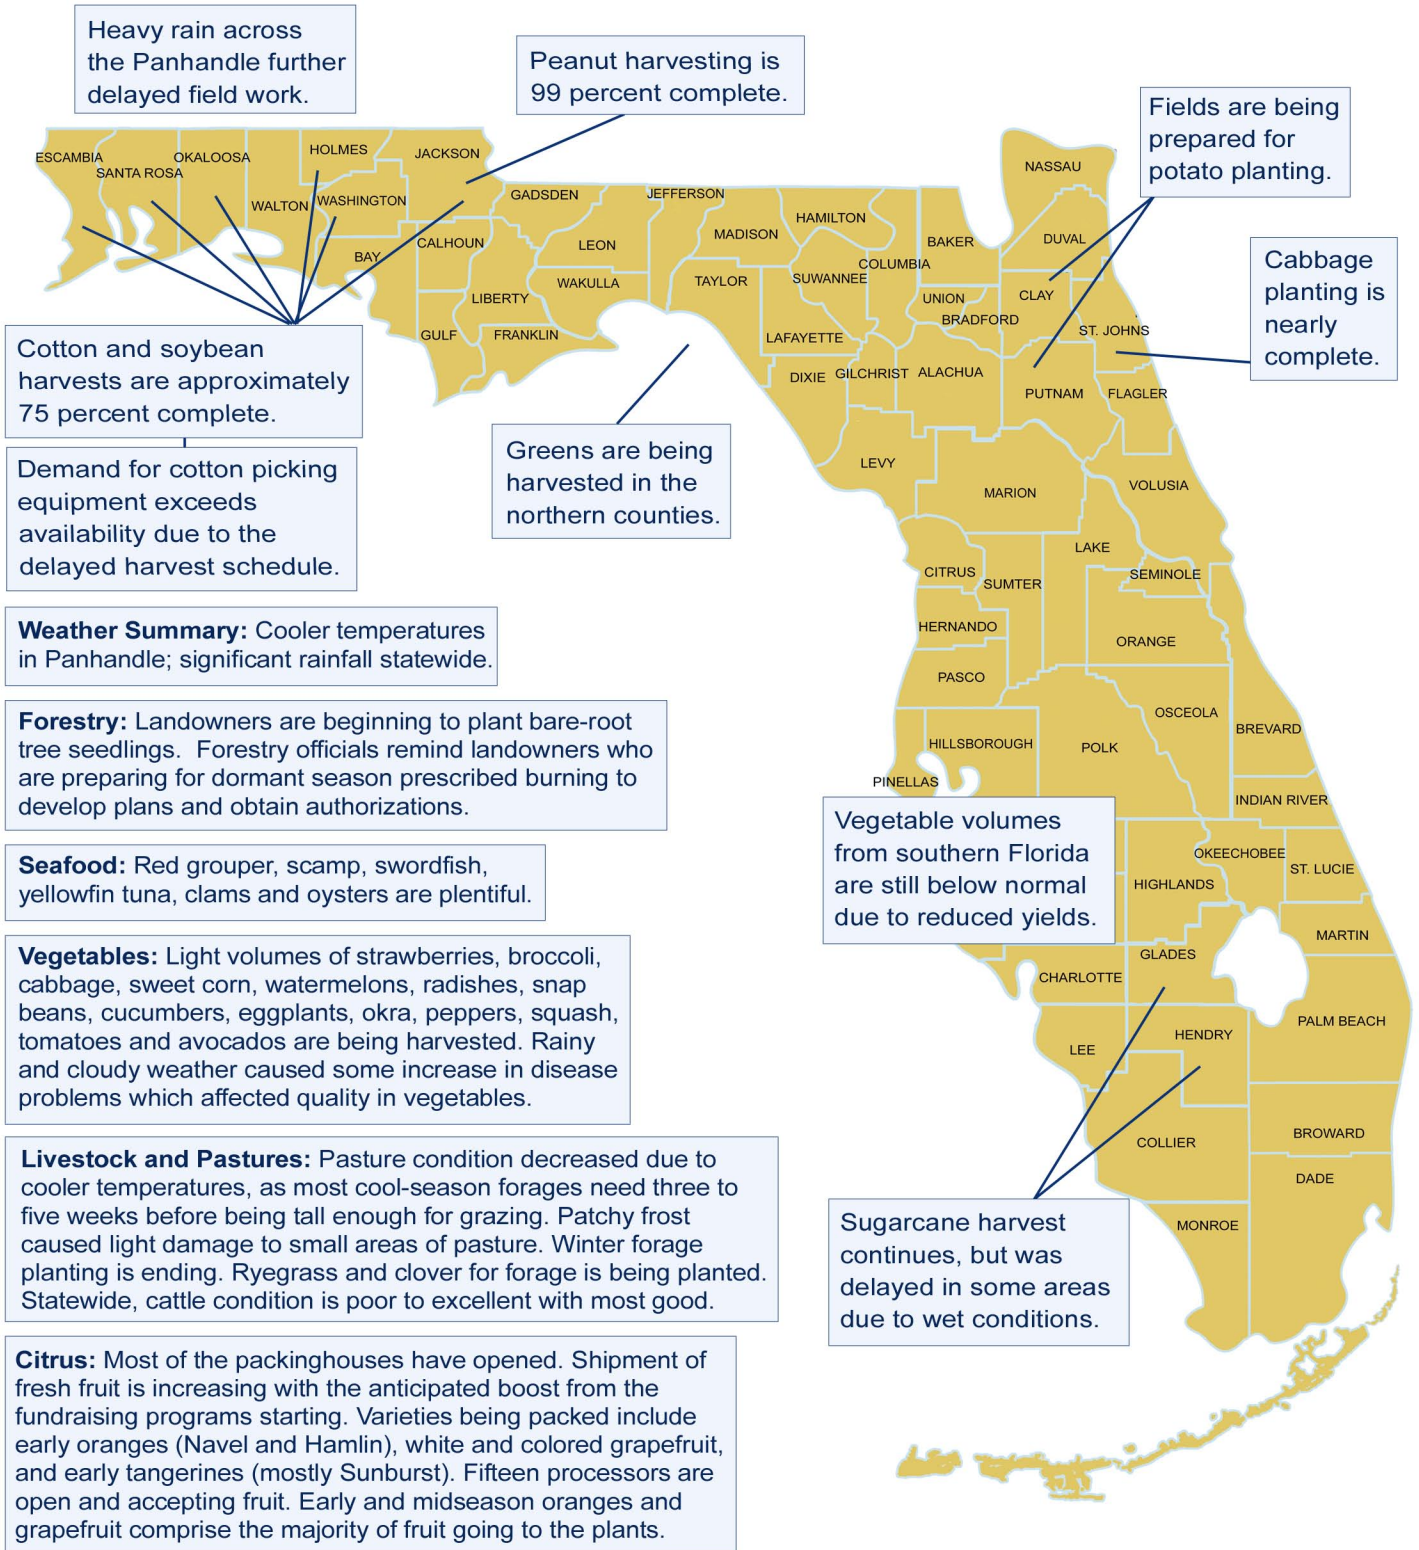 Heavy rain across
the Panhandle further
delayed field work.
Peanut harvesting is
99 percent complete.
Fields are being
prepared for
potato planting.
Cabbage
planting is
nearly
complete.
ESCAMBIA
SANTA ROSA
OKALOOSA
WALTON
HOLMES
WASHINGTON
JACKSON
BAY
CALHOUN
GULF
LIBERTY
GADSDEN
LEON
WAKULLA
FRANKLIN
JEFFERSON
MADISON
TAYLOR
HAMILTON
SUWANNEE
LAFAYETTE
DIXIE
COLUMBIA
GILCHRIST
BAKER
UNION
BRADFORD
ALACHUA
NASSAU
DUVAL
CLAY
ST. JOHNS
PUTNAM
FLAGLER
LEVY
MARION
VOLUSIA
CITRUS
SUMTER
LAKE
SEMINOLE
HERNANDO
ORANGE
PASCO
OSCEOLA
BREVARD
HILLSBOROUGH
POLK
PINELLAS
INDIAN RIVER
OKEECHOBEE
ST. LUCIE
HIGHLANDS
MARTIN
GLADES
CHARLOTTE
PALM BEACH
HENDRY
LEE
BROWARD
COLLIER
DADE
MONROE
Cotton and soybean
harvests are approximately
75 percent complete.
Demand for cotton picking
equipment exceeds
availability due to the
delayed harvest schedule.
Greens are being
harvested in the
northern counties.
Vegetable volumes
from southern Florida
are still below normal
due to reduced yields.
Sugarcane harvest
continues, but was
delayed in some areas
due to wet conditions.
Weather Summary: Cooler temperatures
in Panhandle; significant rainfall statewide.
Forestry: Landowners are beginning to plant bare-root
tree seedlings.  Forestry officials remind landowners who
are preparing for dormant season prescribed burning to
develop plans and obtain authorizations.
Seafood: Red grouper, scamp, swordfish,
yellowfin tuna, clams and oysters are plentiful.
Vegetables: Light volumes of strawberries, broccoli,
cabbage, sweet corn, watermelons, radishes, snap
beans, cucumbers, eggplants, okra, peppers, squash,
tomatoes and avocados are being harvested. Rainy
and cloudy weather caused some increase in disease
problems which affected quality in vegetables.
Livestock and Pastures: Pasture condition decreased due to
cooler temperatures, as most cool-season forages need three to
five weeks before being tall enough for grazing. Patchy frost
caused light damage to small areas of pasture. Winter forage
planting is ending. Ryegrass and clover for forage is being planted.
Statewide, cattle condition is poor to excellent with most good.
Citrus: Most of the packinghouses have opened. Shipment of
fresh fruit is increasing with the anticipated boost from the
fundraising programs starting. Varieties being packed include
early oranges (Navel and Hamlin), white and colored grapefruit,
and early tangerines (mostly Sunburst). Fifteen processors are
open and accepting fruit. Early and midseason oranges and
grapefruit comprise the majority of fruit going to the plants.